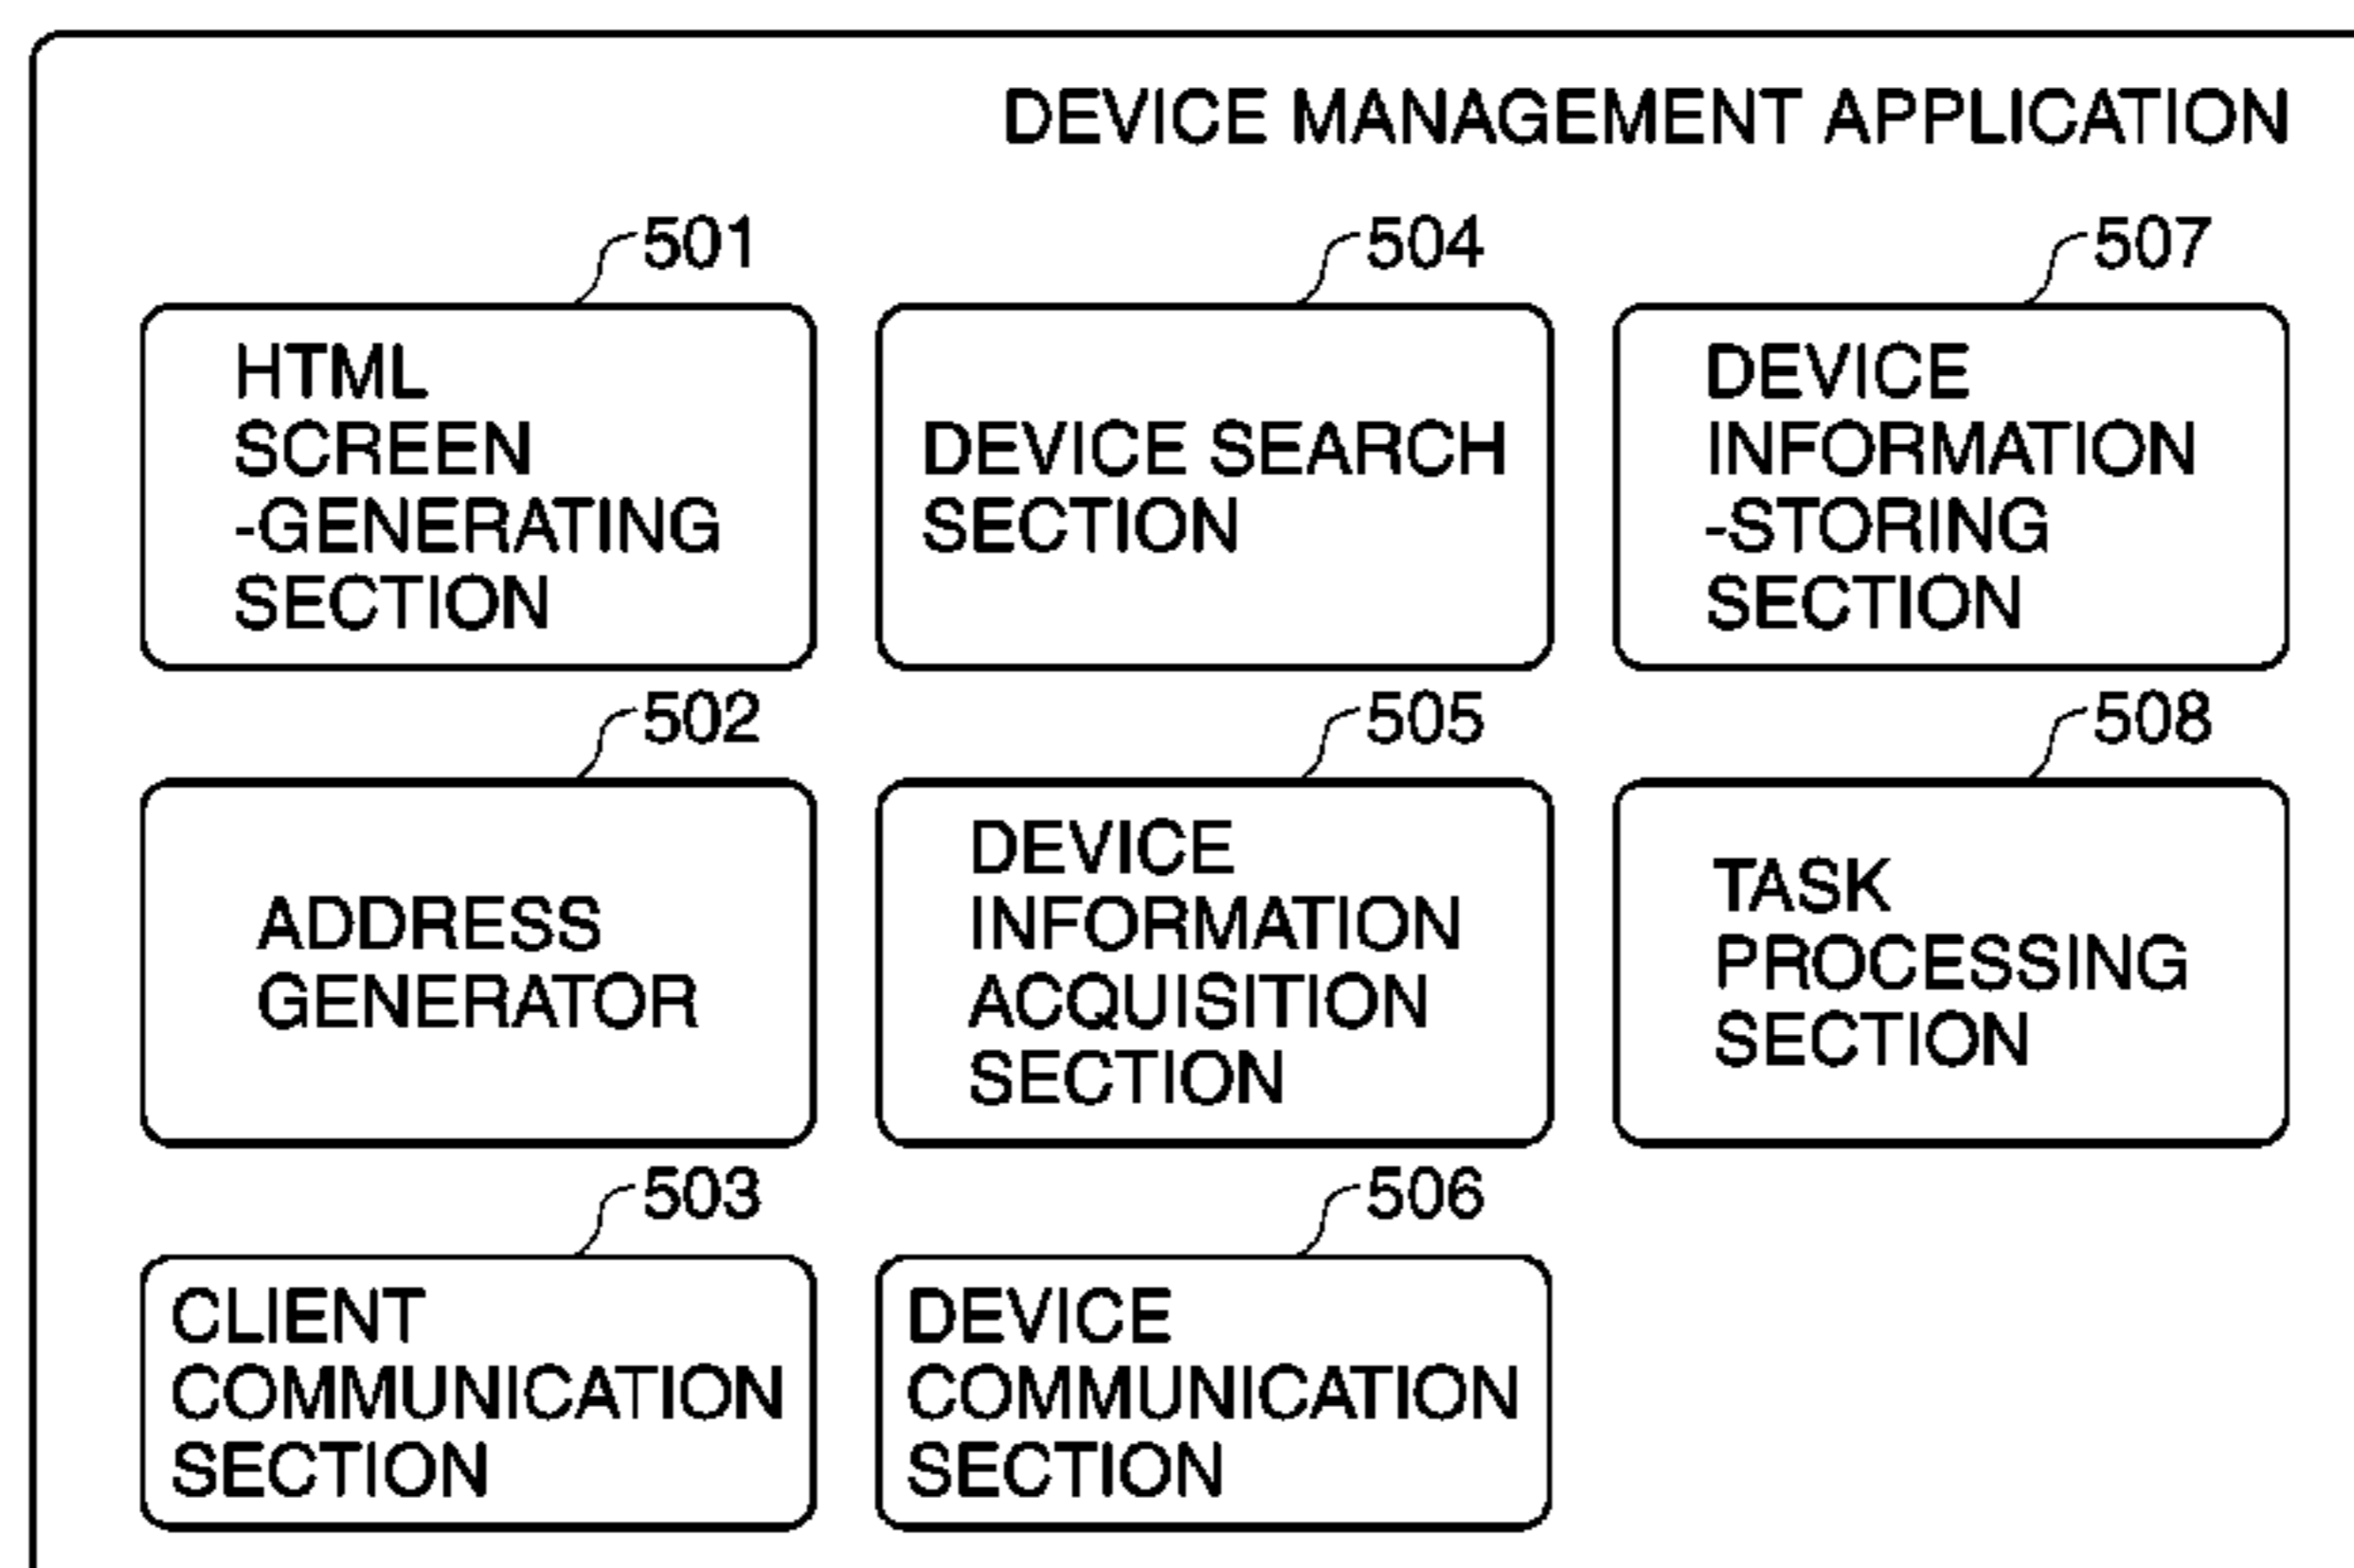 DEVICE MANAGEMENT APPLICATION
501
HTML
SCREEN
-GENERATING
SECTION
504
DEVICE SEARCH
SECTION
507
DEVICE
INFORMATION
-STORING
SECTION
502
ADDRESS
GENERATOR
505
DEVICE
INFORMATION
ACQUISITION
SECTION
508
TASK
PROCESSING
SECTION
503
CLIENT
COMMUNICATION
SECTION
506
DEVICE
COMMUNICATION
SECTION